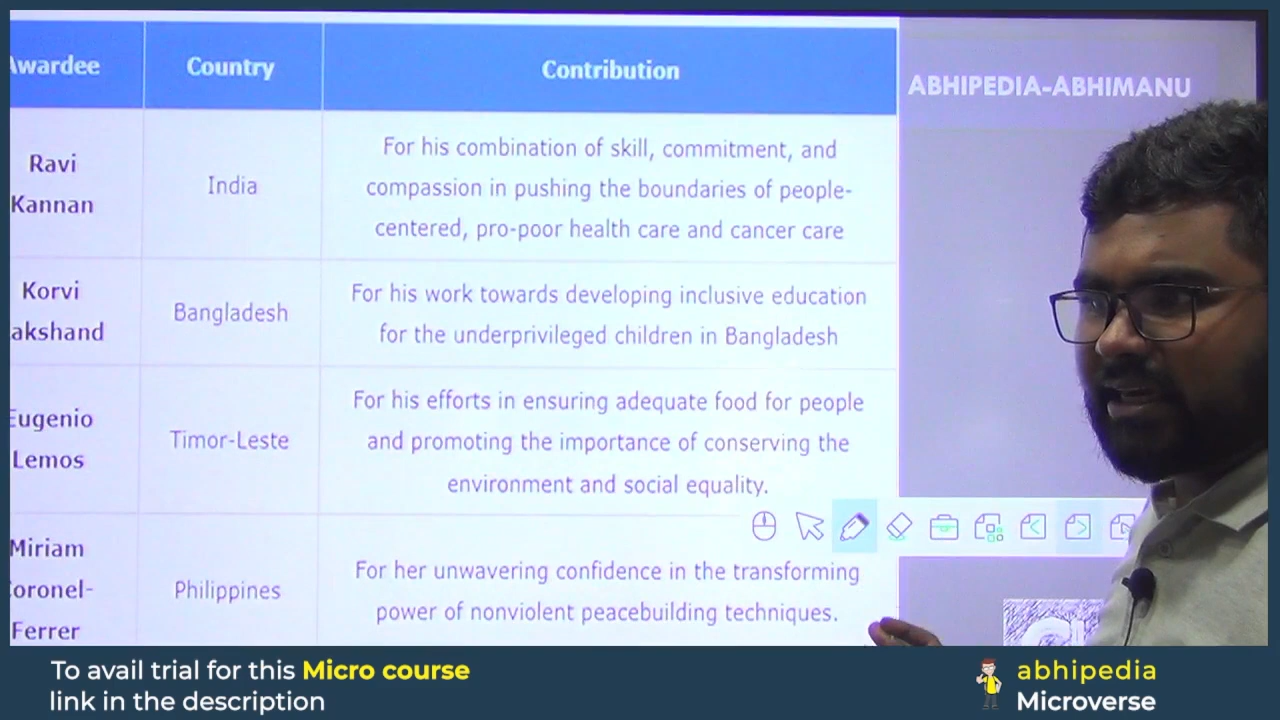 Awardee Country Contribution
ABHIPEDIA-ABHIMANU
Ravi
Kannan
India
For his combination of skill, commitment, and
compassion in pushing the boundaries of people-
centered, pro-poor health care and cancer care
Korvi
akshand
Bangladesh
For his work towards developing inclusive education
for the underprivileged children in Bangladesh
Eugenio
Lemos
Timor-Leste
For his efforts in ensuring adequate food for people
and promoting the importance of conserving the
environment and social equality.
Miriam
Coronel-
Ferrer
Philippines
For her unwavering confidence in the transforming
power of nonviolent peacebuilding techniques.
To avail trial for this Micro course
link in the description
abhipedia
Microverse